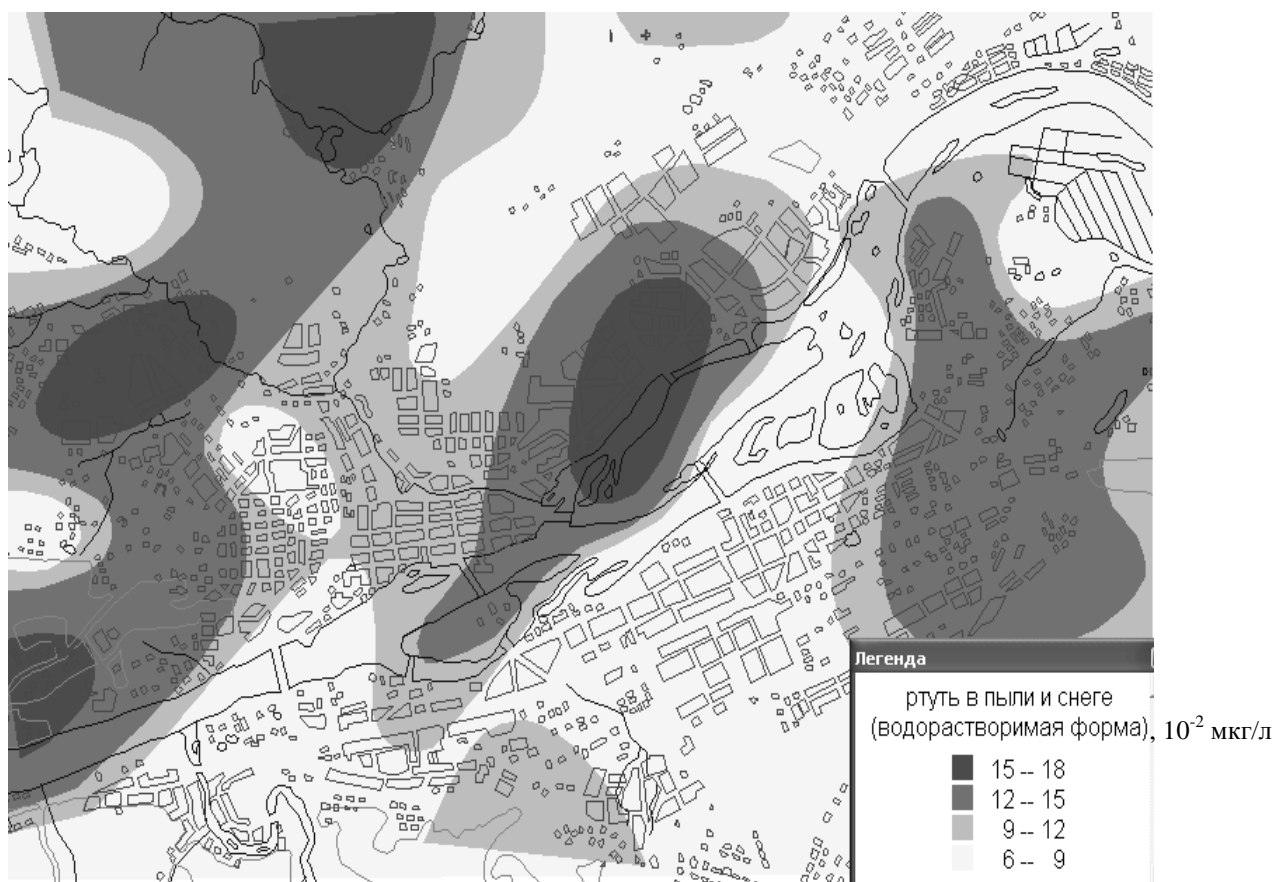 Легенда
ртуть в пыли и снеге
(водорастворимая форма), 10⁻² мкг/л
15 -- 18
12 -- 15
9 -- 12
6 -- 9